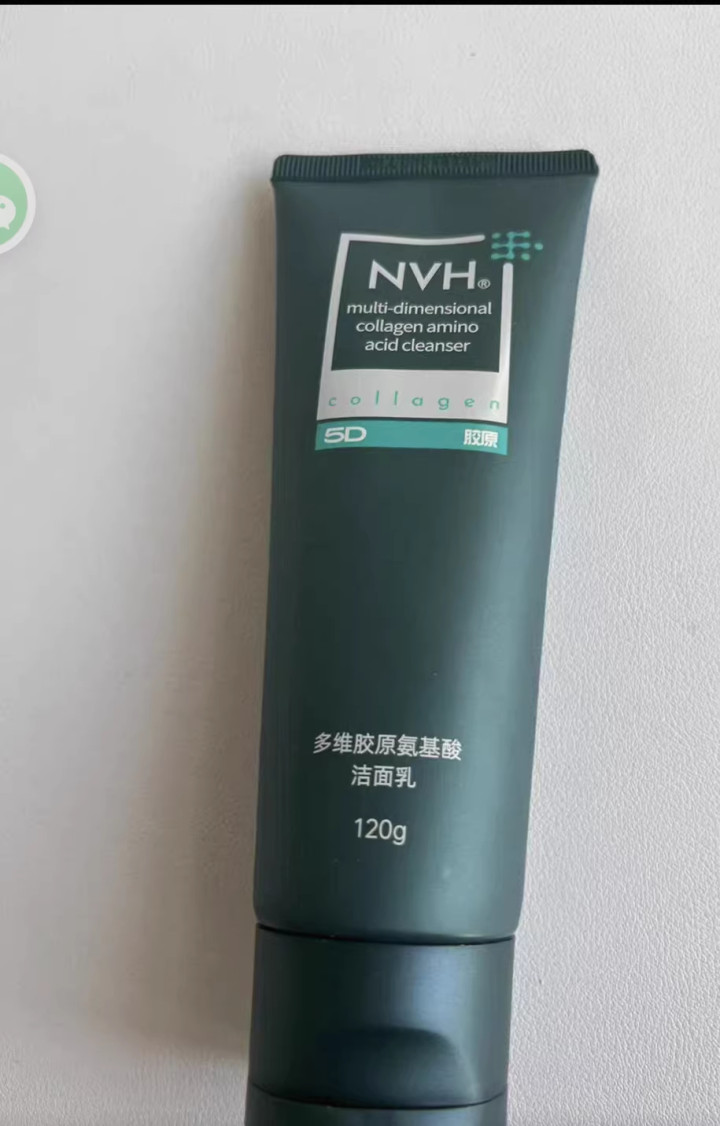 NVH®
multi-dimensional
collagen amino
acid cleanser
collagen
5D 胶原
多维胶原氨基酸
洁面乳
120g